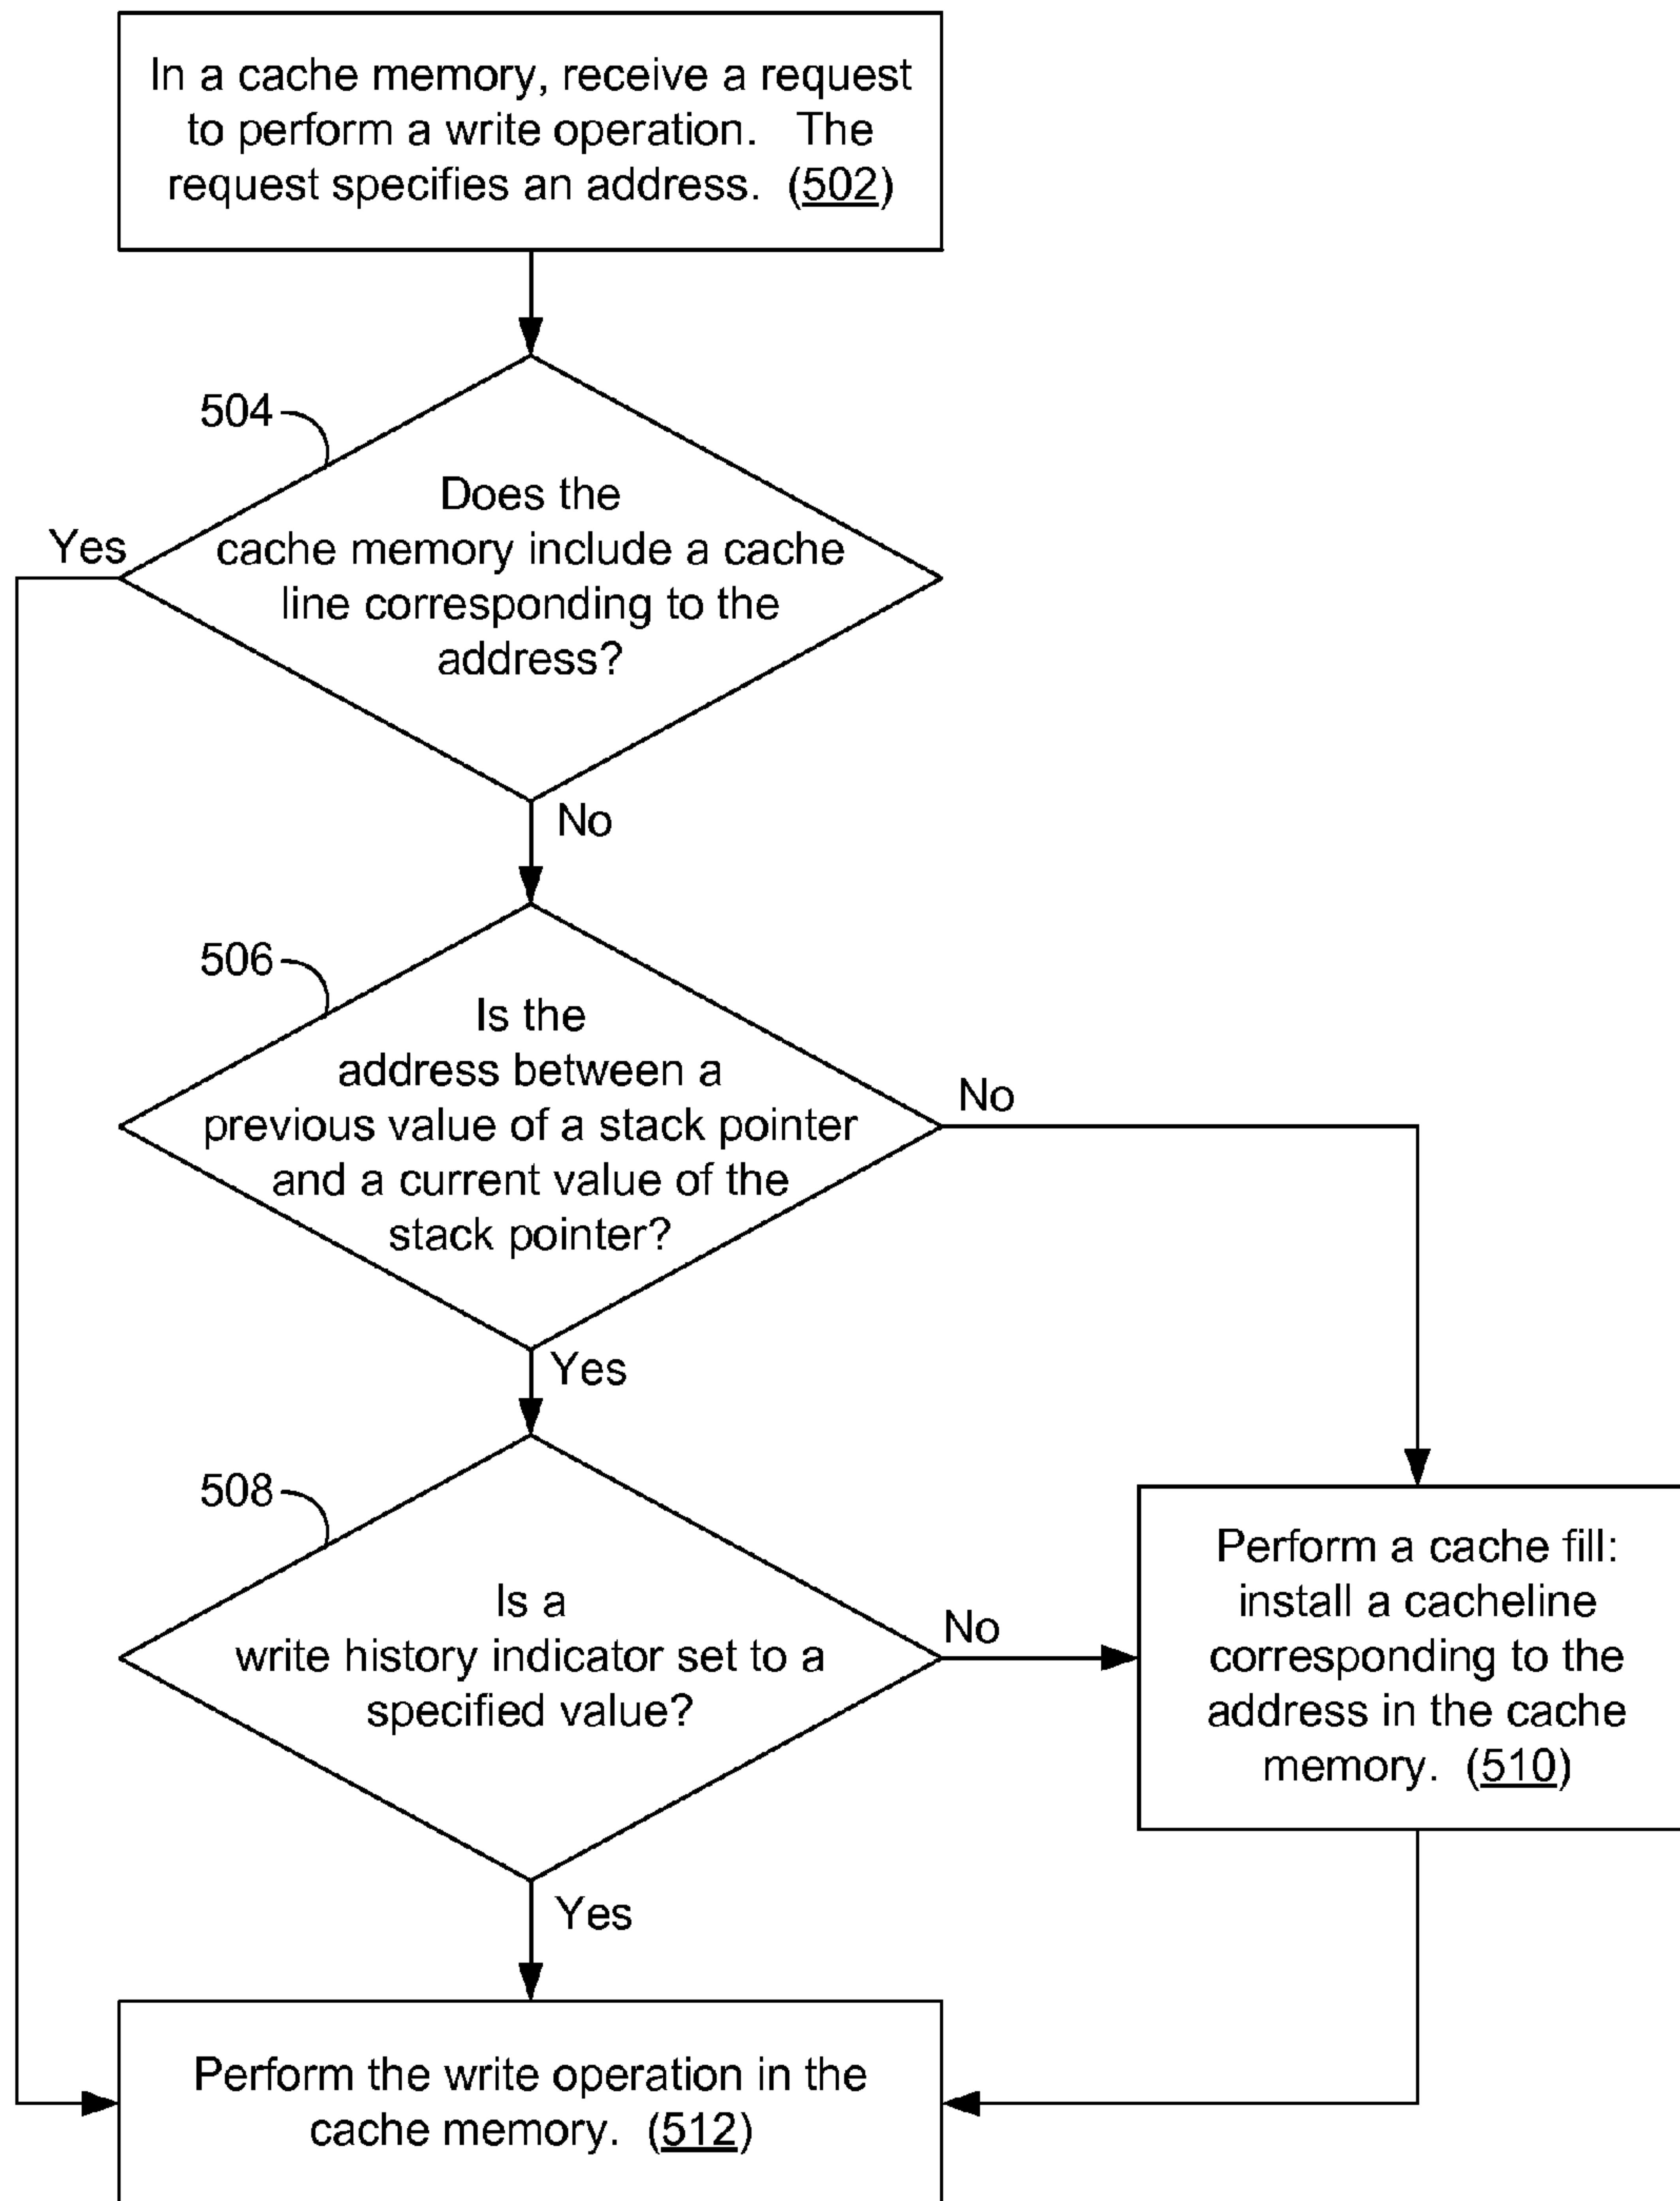 In a cache memory, receive a request
to perform a write operation. The
request specifies an address. (502)
504
Does the
cache memory include a cache
line corresponding to the
address?
Yes
No
506
Is the
address between a
previous value of a stack pointer
and a current value of the
stack pointer?
No
Yes
508
Is a
write history indicator set to a
specified value?
No
Perform a cache fill:
install a cacheline
corresponding to the
address in the cache
memory. (510)
Yes
Perform the write operation in the
cache memory. (512)